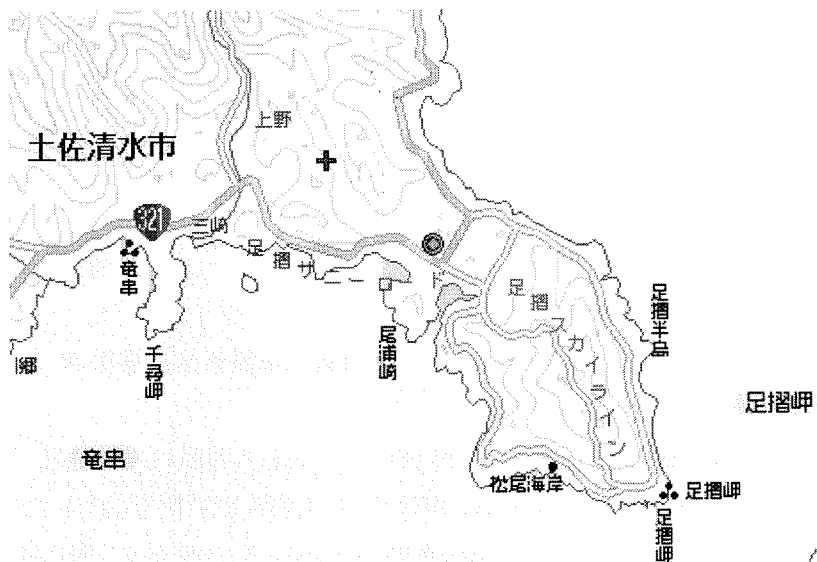 上野
土佐清水市
321
三崎
足摺サニーロード
竜串
千尋岬
尾浦崎
足摺スカイライン
足摺半島
足摺岬
竜串
松尾海岸
足摺岬
足摺岬